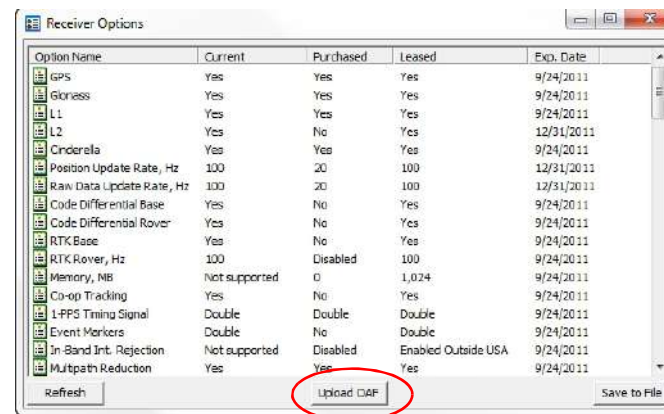 Receiver Options
Option Name Current Purchased Leased Exp. Date
GPS Yes Yes Yes 9/24/2011
Glonass Yes Yes Yes 9/24/2011
L1 Yes Yes Yes 9/24/2011
L2 Yes No Yes 12/31/2011
Cinderella Yes Yes Yes 9/24/2011
Position Update Rate, Hz 100 20 100 12/31/2011
Raw Data Update Rate, Hz 100 20 100 12/31/2011
Code Differential Base Yes No Yes 9/24/2011
Code Differential Rover Yes No Yes 9/24/2011
RTK Base Yes No Yes 9/24/2011
RTK Rover, Hz 100 Disabled 100 9/24/2011
Memory, MB Not supported 0 1,024 9/24/2011
Co-op Tracking Yes No Yes 9/24/2011
1-PPS Timing Signal Double Double Double 9/24/2011
Event Markers Double No Double 9/24/2011
In-Band Int. Rejection Not supported Disabled Enabled Outside USA 9/24/2011
Multipath Reduction Yes Yes Yes 9/24/2011
Refresh Upload OAF Save to File